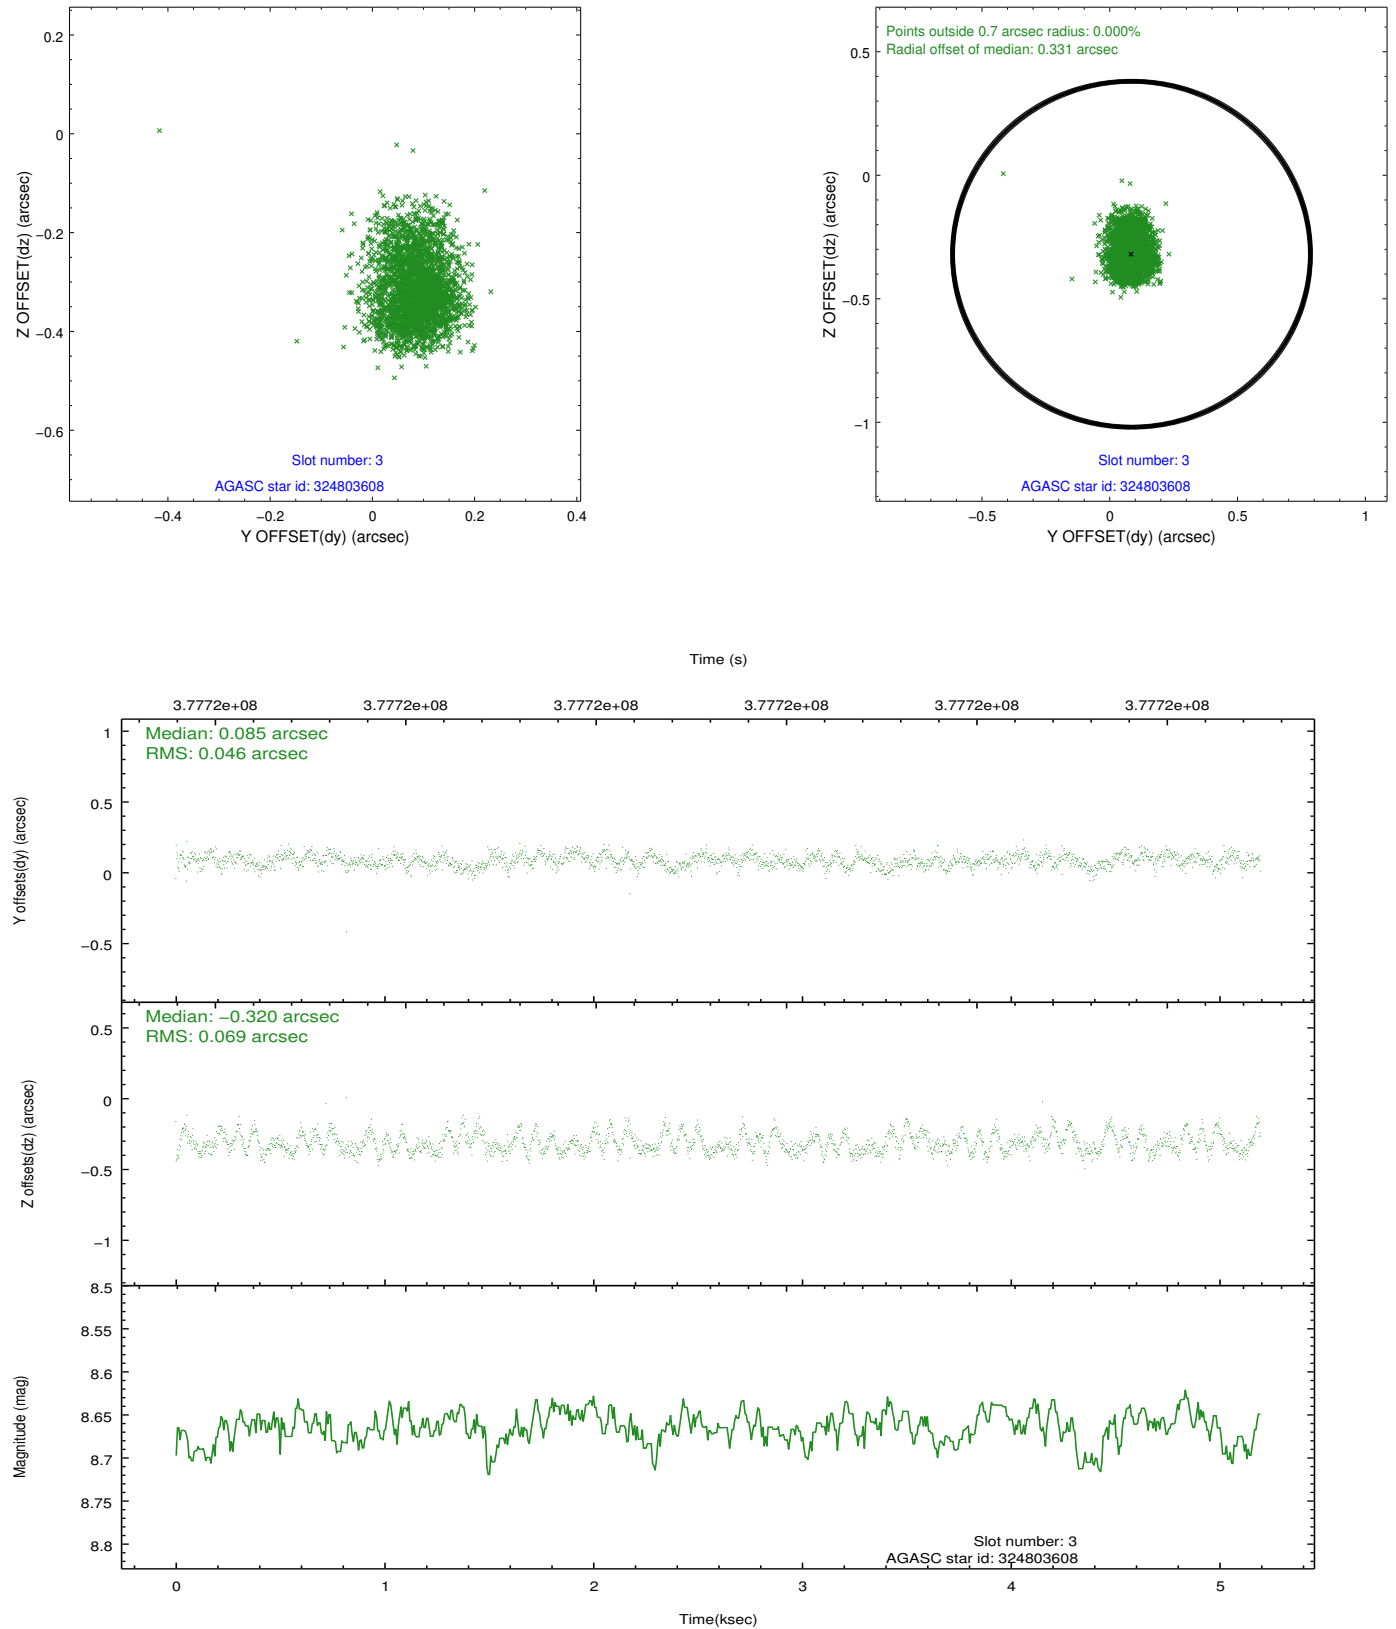 0.2
0
−0.2
−0.4
−0.6
Z OFFSET(dz) (arcsec)
Slot number: 3
AGASC star id: 324803608
−0.4 −0.2 0 0.2 0.4
Y OFFSET(dy) (arcsec)
Points outside 0.7 arcsec radius: 0.000%
Radial offset of median: 0.331 arcsec
0.5
0
−0.5
−1
Z OFFSET(dz) (arcsec)
Slot number: 3
AGASC star id: 324803608
−0.5 0 0.5 1
Y OFFSET(dy) (arcsec)
Time (s)
3.7772e+08 3.7772e+08 3.7772e+08 3.7772e+08 3.7772e+08 3.7772e+08
Median: 0.085 arcsec
RMS: 0.046 arcsec
1
0.5
0
−0.5
Y offsets(dy) (arcsec)
Median: −0.320 arcsec
RMS: 0.069 arcsec
0.5
0
−0.5
−1
Z offsets(dz) (arcsec)
8.5
8.55
8.6
8.65
8.7
8.75
8.8
Magnitude (mag)
Slot number: 3
AGASC star id: 324803608
0 1 2 3 4 5
Time(ksec)